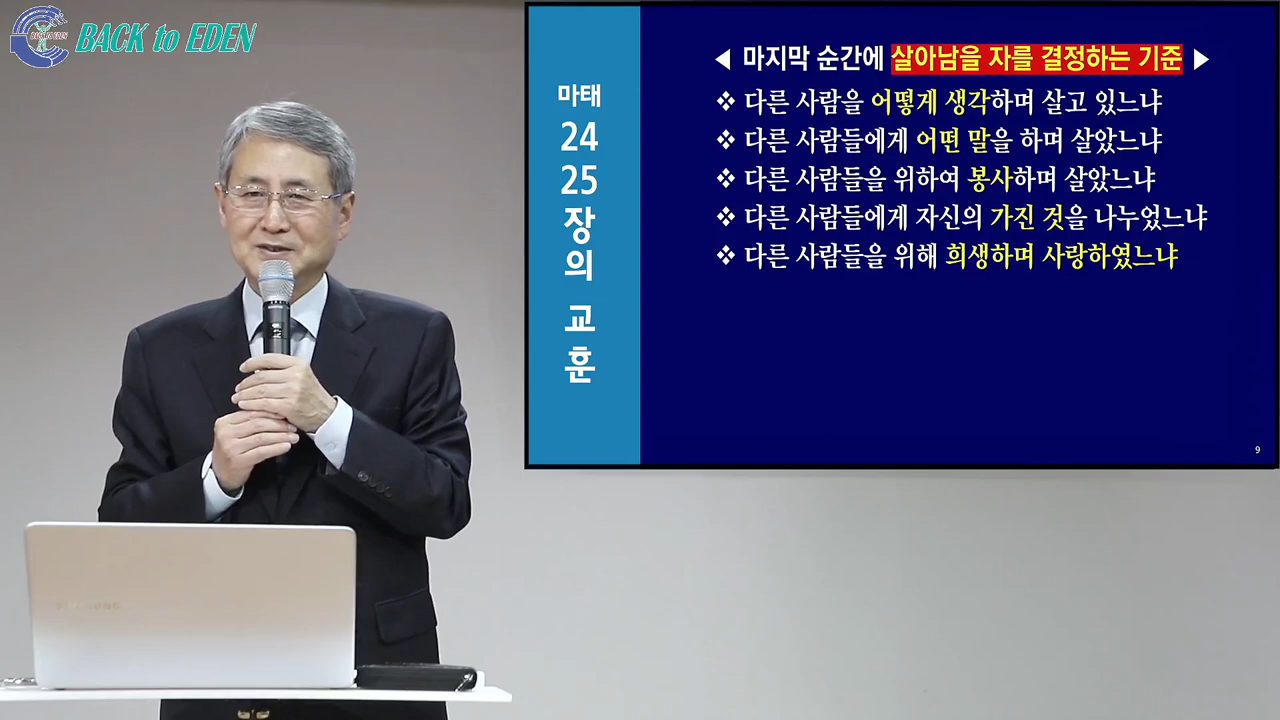 BACK to EDEN
마태
24
25
장
의
교
훈
◀ 마지막 순간에 살아남을 자를 결정하는 기준 ▶
❖ 다른 사람을 어떻게 생각하며 살고 있느냐
❖ 다른 사람들에게 어떤 말을 하며 살았느냐
❖ 다른 사람들을 위하여 봉사하며 살았느냐
❖ 다른 사람들에게 자신의 가진 것을 나누었느냐
❖ 다른 사람들을 위해 희생하며 사랑하였느냐
9
SAMSUNG